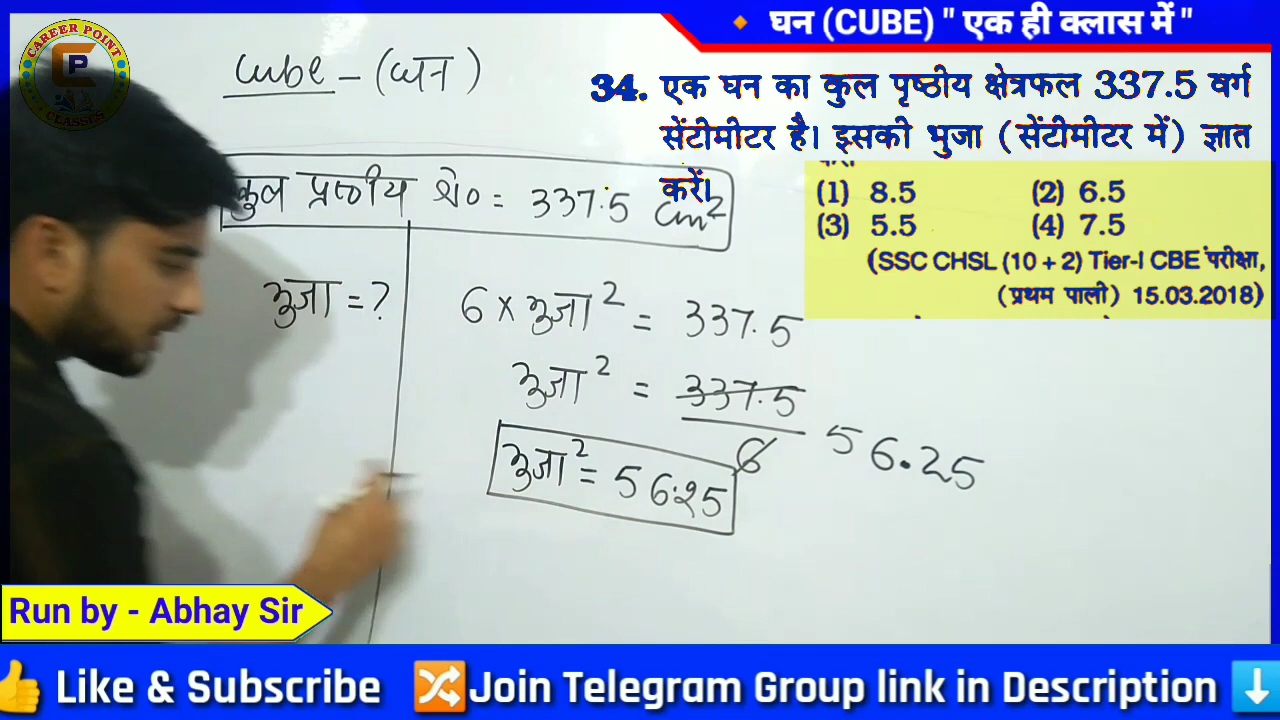 CAREER POINT
C
P
CLASSES
🔸 घन (CUBE) " एक ही क्लास में "
34. एक घन का कुल पृष्ठीय क्षेत्रफल 337.5 वर्ग
सेंटीमीटर है। इसकी भुजा (सेंटीमीटर में) ज्ञात
करें।
(1) 8.5 (2) 6.5
(3) 5.5 (4) 7.5
(SSC CHSL (10 + 2) Tier-I CBE परीक्षा,
(प्रथम पाली) 15.03.2018)
Cube - (घन)
कुल प्रष्ठीय क्षे० = 337.5 cm²
भुजा = ?
6 × भुजा² = 337.5
भुजा² = 337.5
6
56.25
भुजा² = 56.25
Run by - Abhay Sir
👍 Like & Subscribe 🔀Join Telegram Group link in Description ⬇️